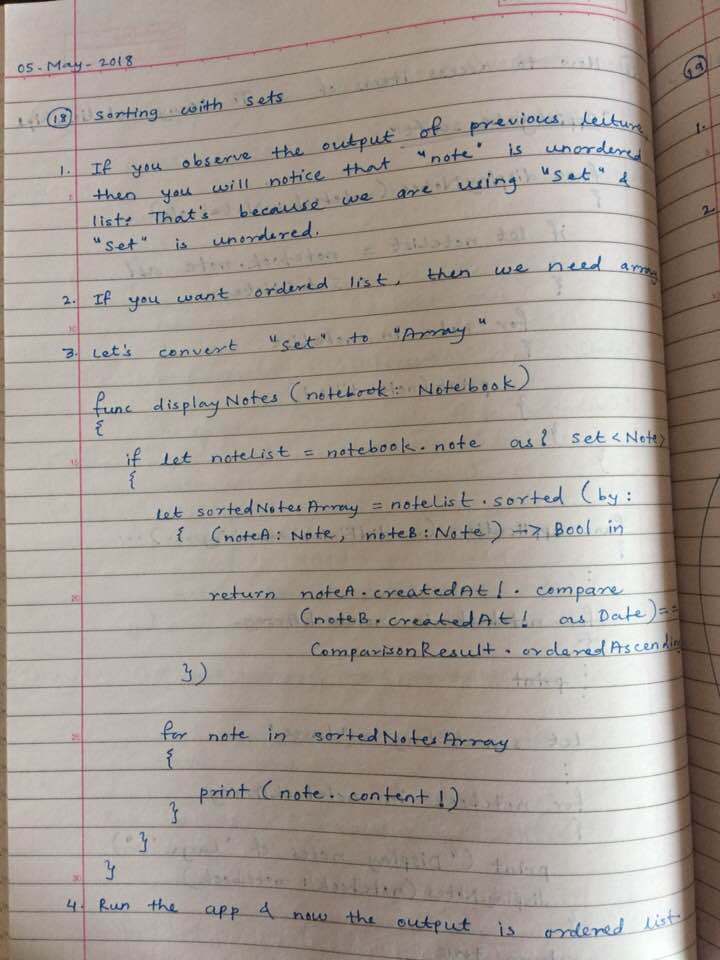 05-May-2018
18 Sorting with sets
1. If you observe the output of previous lecture,
then you will notice that "note" is unordered
list. That's because we are using "Set" &
"Set" is unordered.
2. If you want ordered list, then we need array
3. Let's convert "Set" to "Array"
func displayNotes (notebook: Notebook)
{
if let notelist = notebook.note as? set<Note>
{
let sortedNotesArray = notelist.sorted (by:
{ (noteA: Note, noteB: Note) -> Bool in
return noteA.createdAt!.compare
(noteB.createdAt! as Date) ==
ComparisonResult.orderedAscending
})
for note in sortedNotesArray
{
print (note.content!)
}
}
}
4. Run the app & now the output is ordered list
19
1.
2